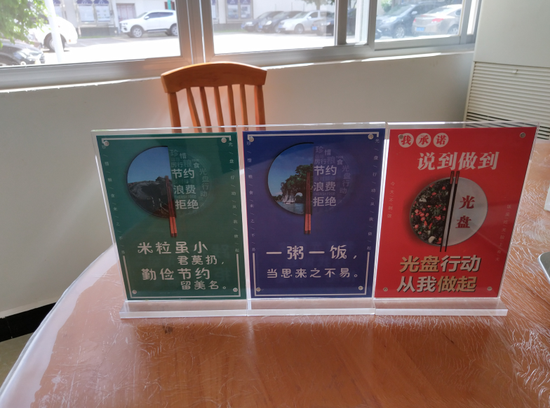 节约
浪费
拒绝
米粒虽小
君莫扔,
勤俭节约
留美名。
节约
浪费
拒绝
一粥一饭,
当思来之不易。
我承诺
说到做到
光盘
光盘行动
从我做起